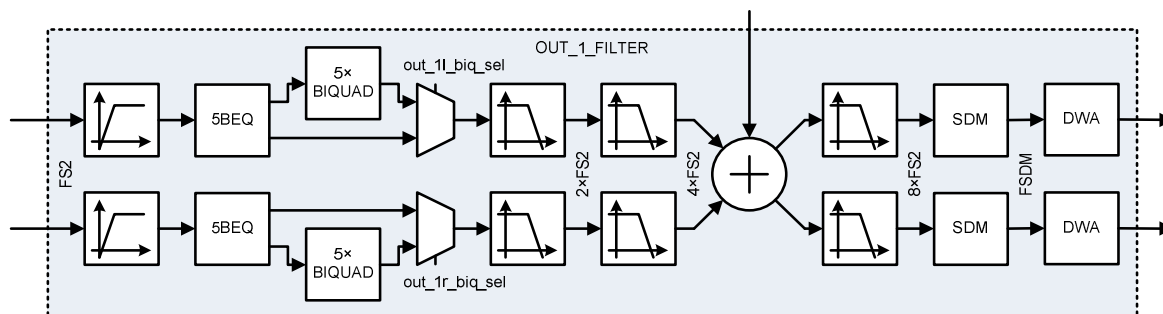 OUT_1_FILTER
out_1l_biq_sel
5×
BIQUAD
5BEQ
SDM
DWA
FS2
2×FS2
4×FS2
8×FS2
FSDM
5BEQ
5×
BIQUAD
SDM
DWA
out_1r_biq_sel